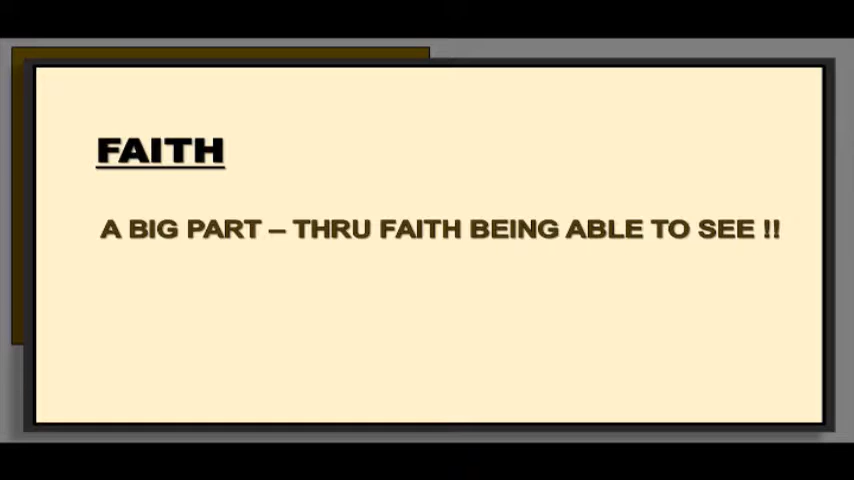 FAITH
A BIG PART – THRU FAITH BEING ABLE TO SEE !!